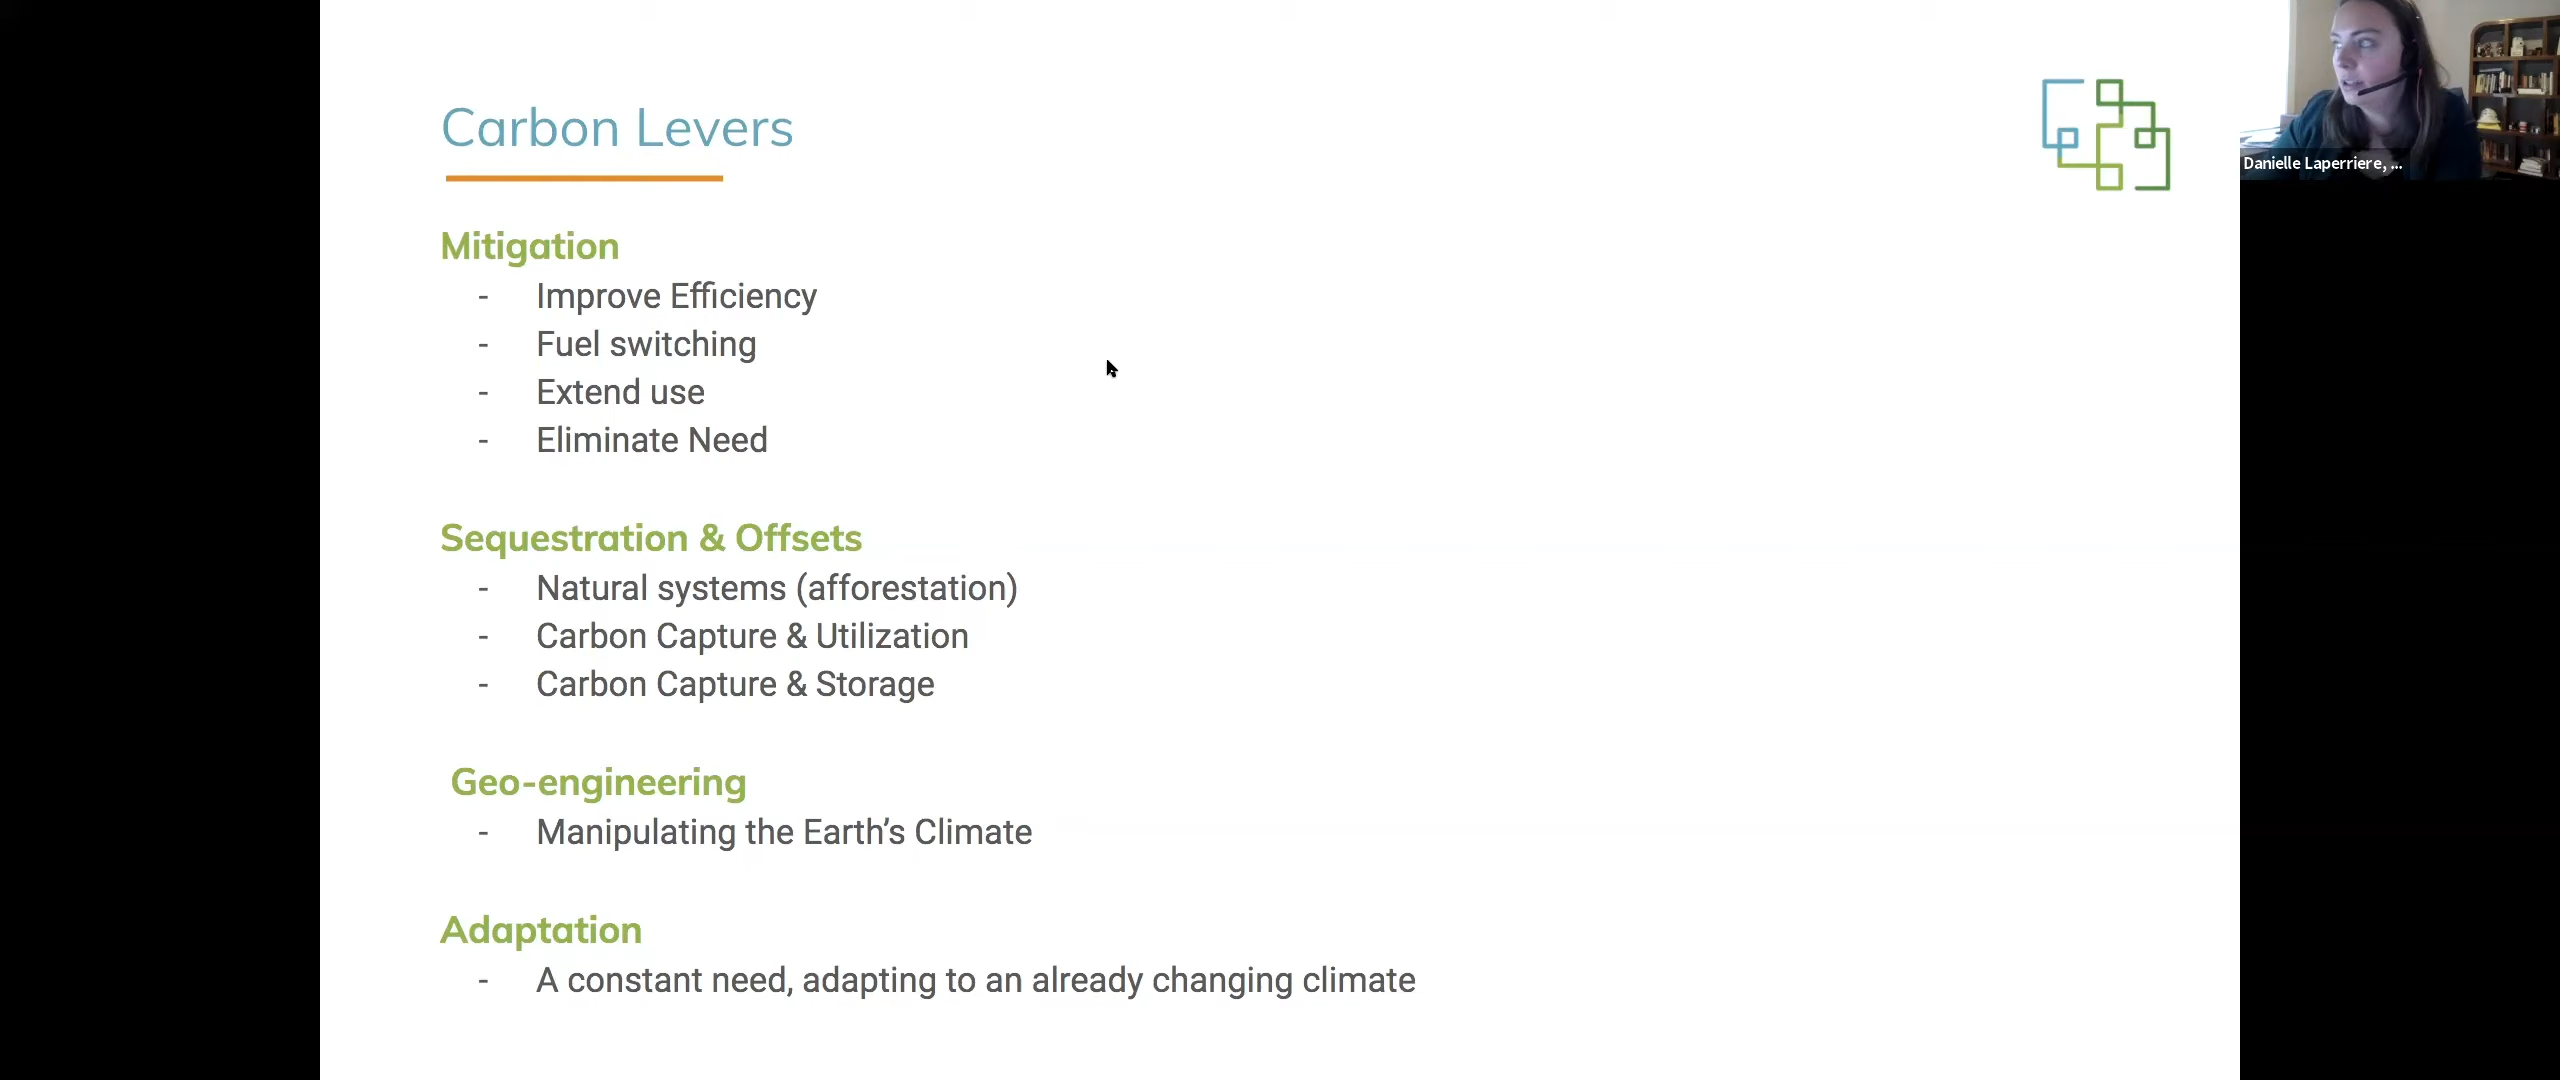 Carbon Levers
Mitigation
- Improve Efficiency
- Fuel switching
- Extend use
- Eliminate Need
Sequestration & Offsets
- Natural systems (afforestation)
- Carbon Capture & Utilization
- Carbon Capture & Storage
Geo-engineering
- Manipulating the Earth’s Climate
Adaptation
- A constant need, adapting to an already changing climate
Danielle Laperriere, ...